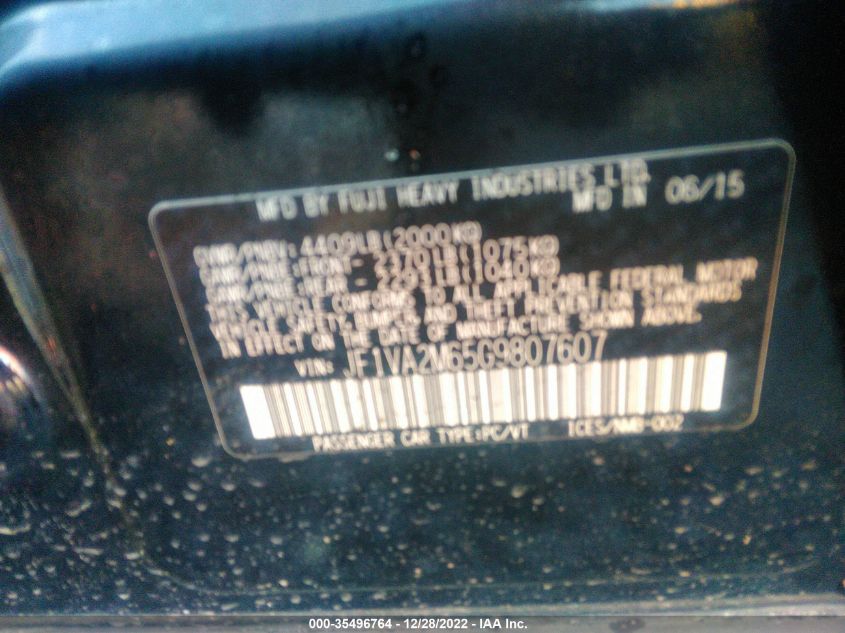 MFD BY FUJI HEAVY INDUSTRIES LTD.
MFD IN 06/15
GVWR/PNBV: 4409LB(2000KG)
GAWR/PNBE-FRONT- 2370LB(1075KG)
GAWR/PNBE-REAR - LB(1040KG)
THIS VEHICLE CONFORMS TO ALL APPLICABLE FEDERAL MOTOR
VEHICLE SAFETY, BUMPER AND THEFT PREVENTION STANDARDS
IN EFFECT ON THE DATE OF MANUFACTURE SHOWN ABOVE.
VIN: JF1VA2M65G9807607
PASSENGER CAR TYPE:PC/VT ICES/NMB-002
000-35496764 - 12/28/2022 - IAA Inc.